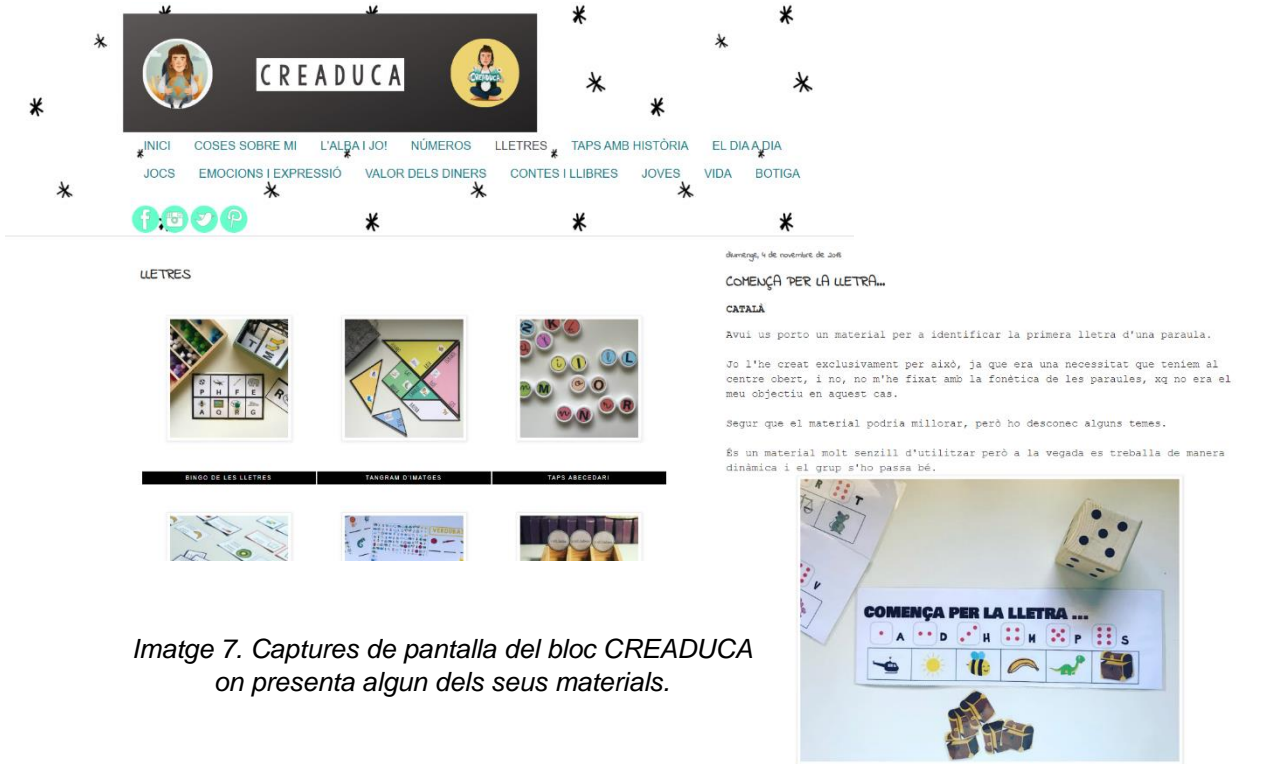 CREADUCA
CREADUCA
INICI COSES SOBRE MI L'ALBA I JO! NÚMEROS LLETRES TAPS AMB HISTÒRIA EL DIA A DIA
JOCS EMOCIONS I EXPRESSIÓ VALOR DELS DINERS CONTES I LLIBRES JOVES VIDA BOTIGA
LLETRES
T M
P H F E
A Q R G
R
BINGO DE LES LLETRES TANGRAM D'IMATGES TAPS ABECEDARI
diumenge, 4 de novembre de 2018
COMENÇA PER LA LLETRA...
CATALÀ
Avui us porto un material per a identificar la primera lletra d'una paraula.
Jo l'he creat exclusivament per això, ja que era una necessitat que teníem al
centre obert, i no, no m'he fixat amb la fonètica de les paraules, xq no era el
meu objectiu en aquest cas.
Segur que el material podria millorar, però ho desconec alguns temes.
És un material molt senzill d'utilitzar però a la vegada es treballa de manera
dinàmica i el grup s'ho passa bé.
R T
V
COMENÇA PER LA LLETRA ...
A D H M P S
Imatge 7. Captures de pantalla del bloc CREADUCA
on presenta algun dels seus materials.